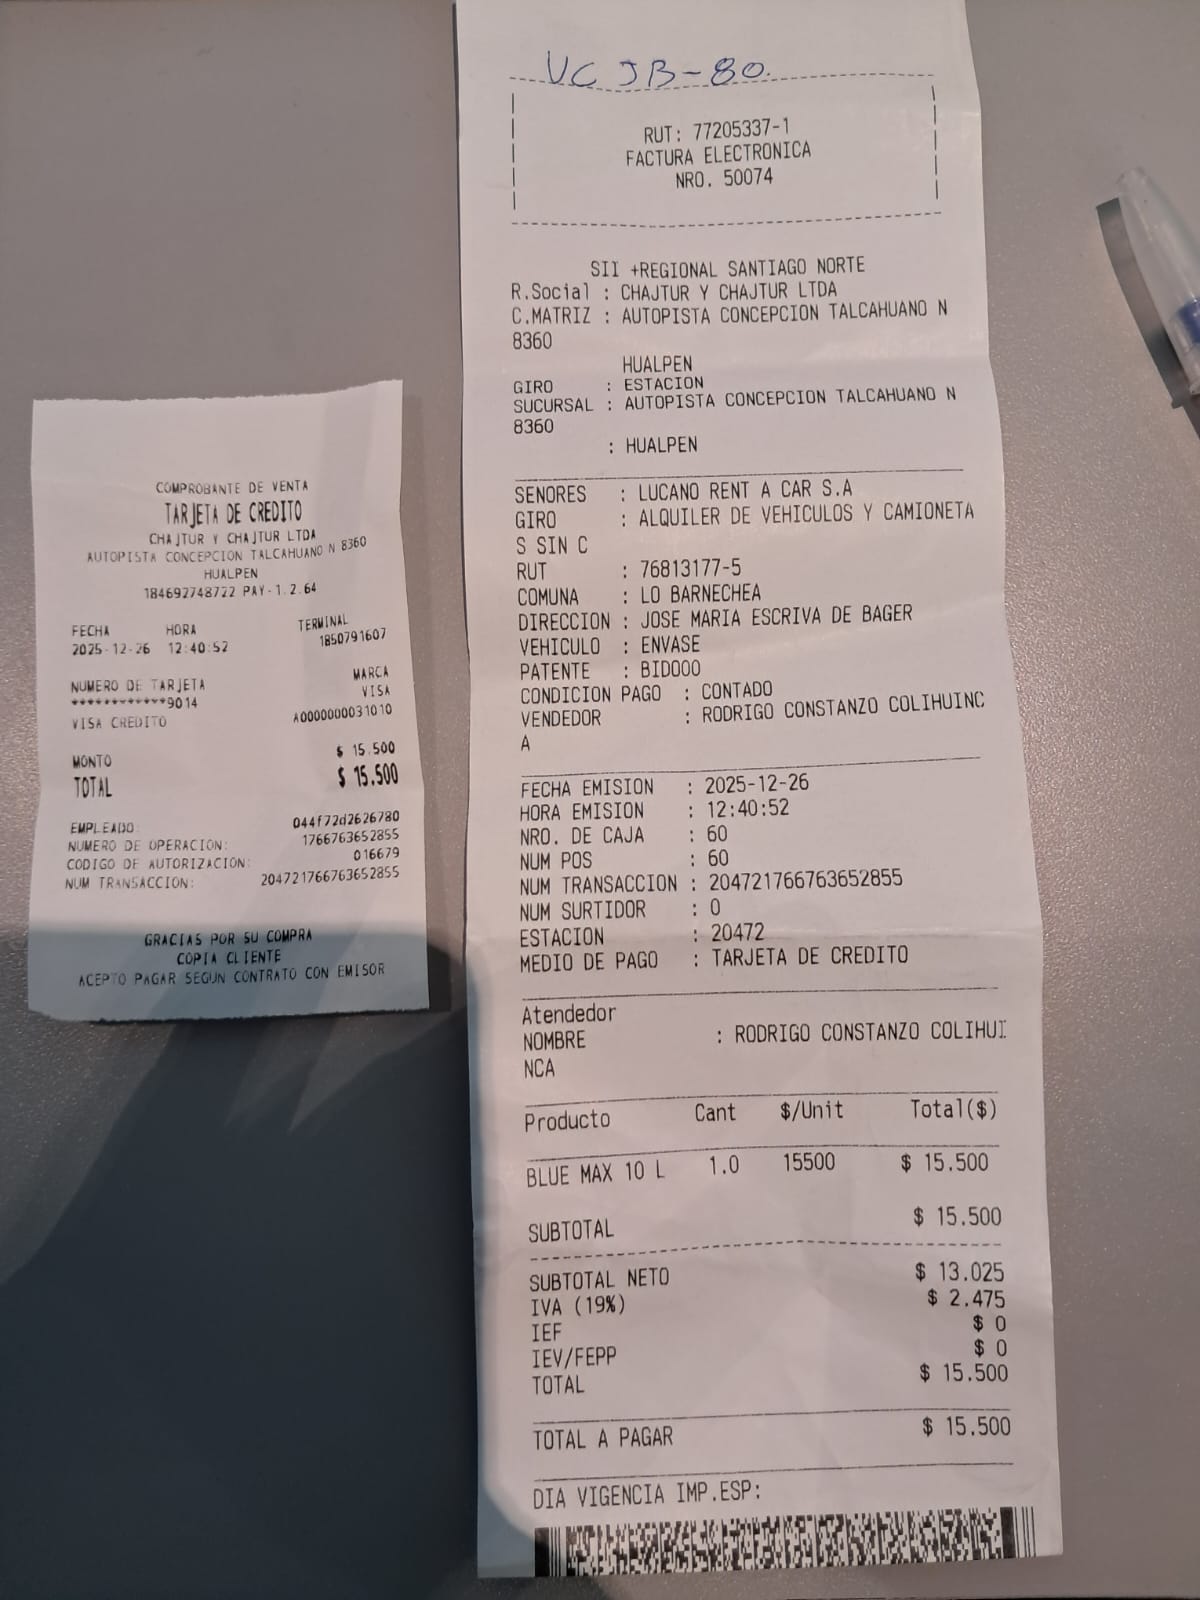 COMPROBANTE DE VENTA
TARJETA DE CREDITO
CHAJTUR Y CHAJTUR LTDA
AUTOPISTA CONCEPCION TALCAHUANO N 8360
HUALPEN
184692748722 PAY-1.2.64
FECHA HORA TERMINAL
2025-12-26 12:40:52 1850791607
NUMERO DE TARJETA MARCA
************9014 VISA
VISA CREDITO A0000000031010
MONTO $ 15.500
TOTAL $ 15.500
EMPLEADO: 044f72d2626780
NUMERO DE OPERACION: 1766763652855
CODIGO DE AUTORIZACION: 016679
NUM TRANSACCION: 204721766763652855
GRACIAS POR SU COMPRA
COPIA CLIENTE
ACEPTO PAGAR SEGUN CONTRATO CON EMISOR
VCJB-80.
RUT: 77205337-1
FACTURA ELECTRONICA
NRO. 50074
SII +REGIONAL SANTIAGO NORTE
R.Social : CHAJTUR Y CHAJTUR LTDA
C.MATRIZ : AUTOPISTA CONCEPCION TALCAHUANO N
8360
HUALPEN
GIRO : ESTACION
SUCURSAL : AUTOPISTA CONCEPCION TALCAHUANO N
8360
: HUALPEN
SENORES : LUCANO RENT A CAR S.A
GIRO : ALQUILER DE VEHICULOS Y CAMIONETA
S SIN C
RUT : 76813177-5
COMUNA : LO BARNECHEA
DIRECCION : JOSE MARIA ESCRIVA DE BAGER
VEHICULO : ENVASE
PATENTE : BIDOOO
CONDICION PAGO : CONTADO
VENDEDOR : RODRIGO CONSTANZO COLIHUINC
A
FECHA EMISION : 2025-12-26
HORA EMISION : 12:40:52
NRO. DE CAJA : 60
NUM POS : 60
NUM TRANSACCION : 204721766763652855
NUM SURTIDOR : 0
ESTACION : 20472
MEDIO DE PAGO : TARJETA DE CREDITO
Atendedor
NOMBRE : RODRIGO CONSTANZO COLIHUI
NCA
Producto Cant $/Unit Total($)
BLUE MAX 10 L 1.0 15500 $ 15.500
SUBTOTAL $ 15.500
SUBTOTAL NETO $ 13.025
IVA (19%) $ 2.475
IEF $ 0
IEV/FEPP $ 0
TOTAL $ 15.500
TOTAL A PAGAR $ 15.500
DIA VIGENCIA IMP.ESP: